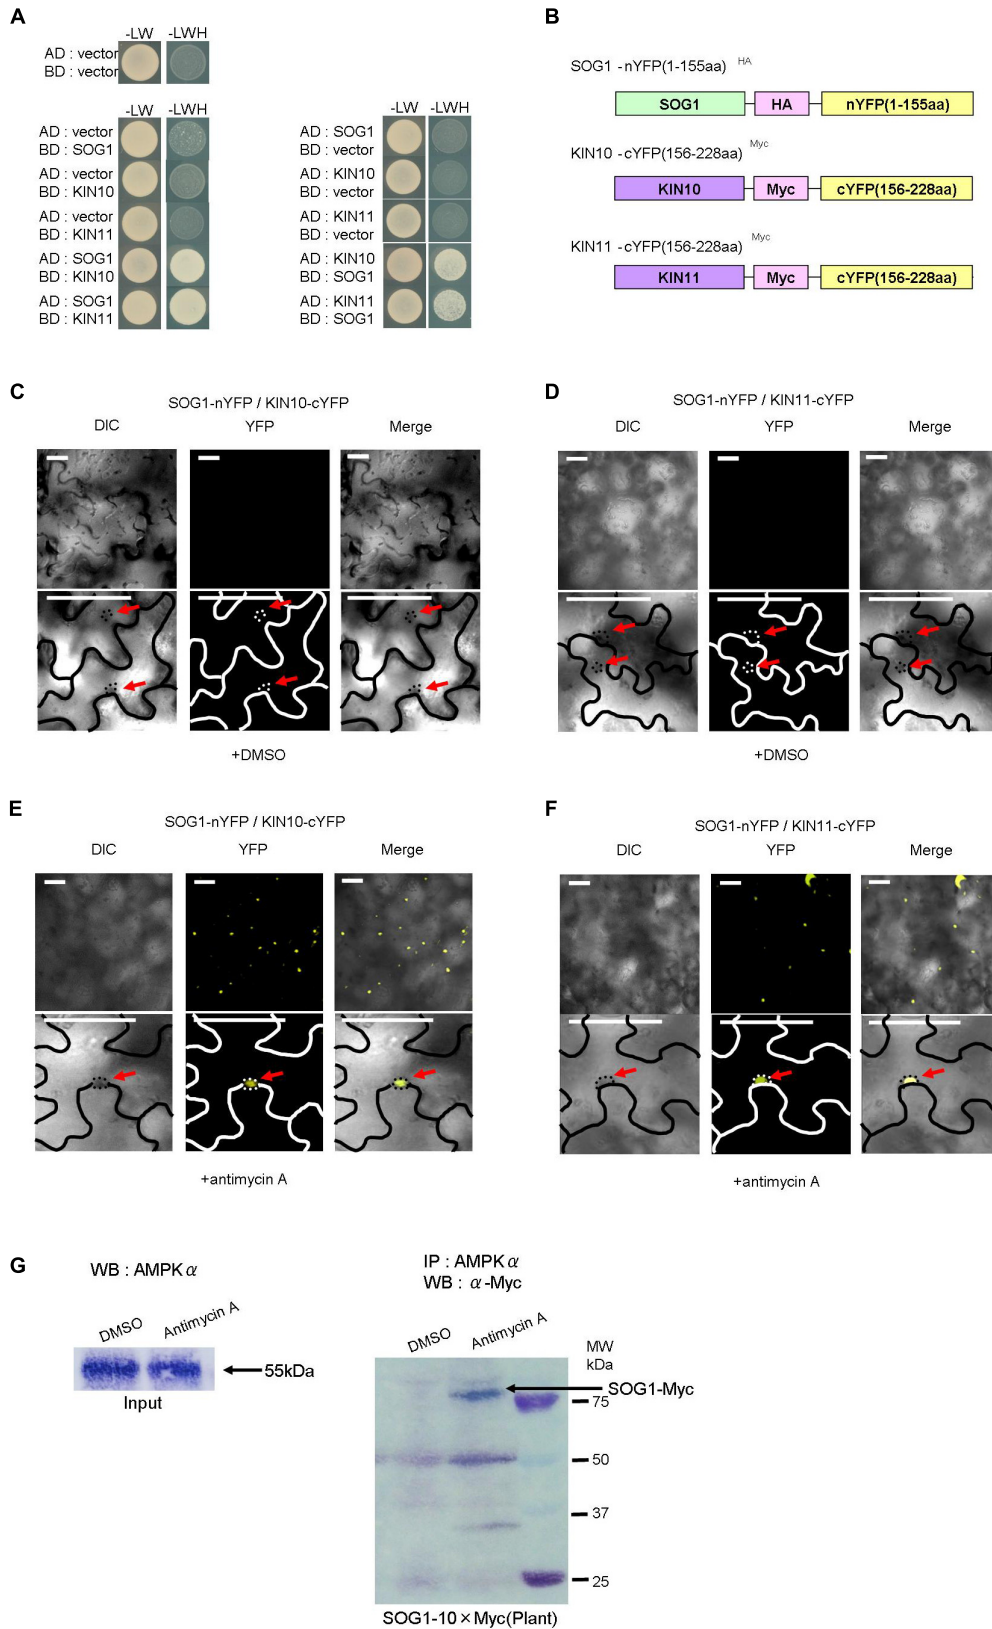 A
-LW -LWH
AD : vector
BD : vector
-LW -LWH
AD : vector
BD : SOG1
AD : vector
BD : KIN10
AD : vector
BD : KIN11
AD : SOG1
BD : KIN10
AD : SOG1
BD : KIN11
-LW -LWH
AD : SOG1
BD : vector
AD : KIN10
BD : vector
AD : KIN11
BD : vector
AD : KIN10
BD : SOG1
AD : KIN11
BD : SOG1
B
SOG1 -nYFP(1-155aa) HA
SOG1 HA nYFP(1-155aa)
KIN10 -cYFP(156-228aa) Myc
KIN10 Myc cYFP(156-228aa)
KIN11 -cYFP(156-228aa) Myc
KIN11 Myc cYFP(156-228aa)
C
SOG1-nYFP / KIN10-cYFP
DIC YFP Merge
+DMSO
D
SOG1-nYFP / KIN11-cYFP
DIC YFP Merge
+DMSO
E
SOG1-nYFP / KIN10-cYFP
DIC YFP Merge
+antimycin A
F
SOG1-nYFP / KIN11-cYFP
DIC YFP Merge
+antimycin A
G
WB : AMPK α
DMSO Antimycin A
55kDa
Input
IP : AMPK α
WB : α-Myc
DMSO Antimycin A
MW
kDa
SOG1-Myc
75
50
37
25
SOG1-10×Myc(Plant)